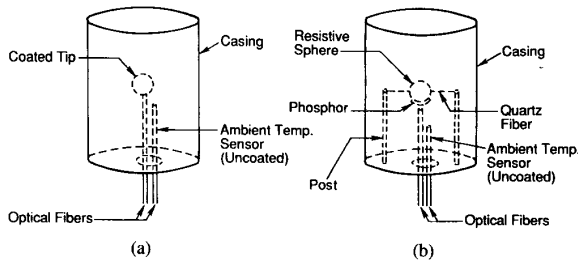 Casing
Coated Tip
Ambient Temp.
Sensor
(Uncoated)
Optical Fibers
(a)
Resistive
Sphere
Casing
Phosphor
Quartz
Fiber
Ambient Temp.
Sensor
(Uncoated)
Post
Optical Fibers
(b)